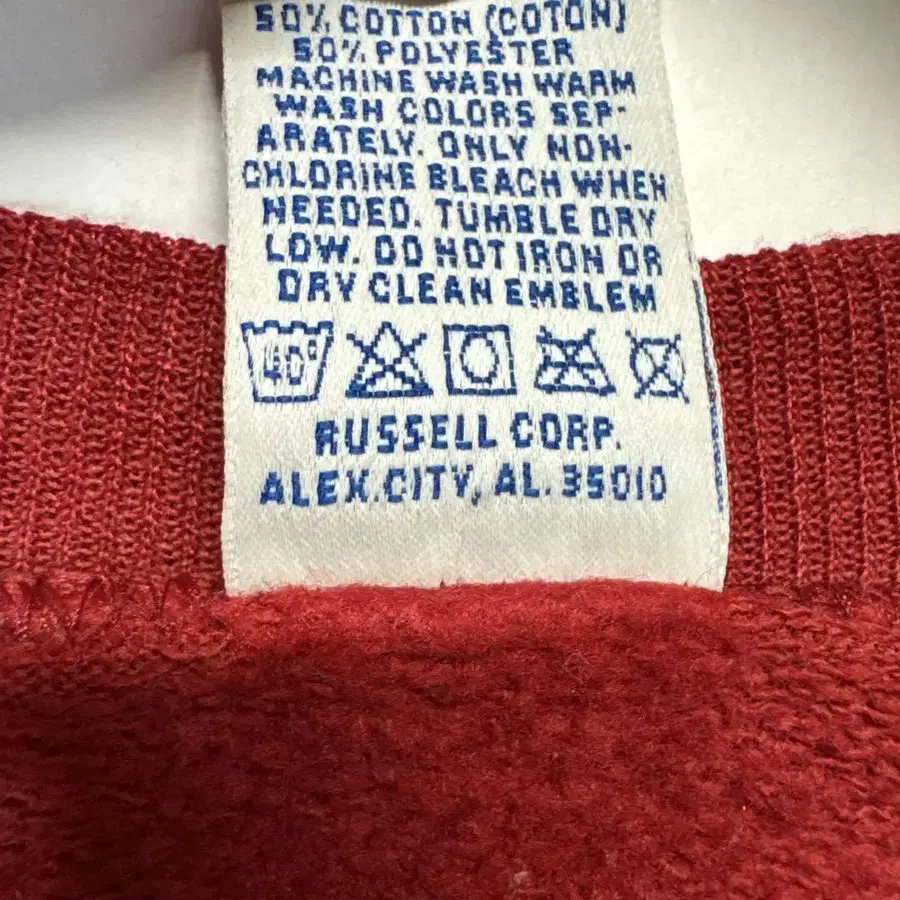 50% COTTON (COTON)
50% POLYESTER
MACHINE WASH WARM
WASH COLORS SEP-
ARATELY. ONLY NON-
CHLORINE BLEACH WHEN
NEEDED. TUMBLE DRY
LOW. DO NOT IRON OR
DRY CLEAN EMBLEM
40°
RUSSELL CORP.
ALEX.CITY, AL. 35010